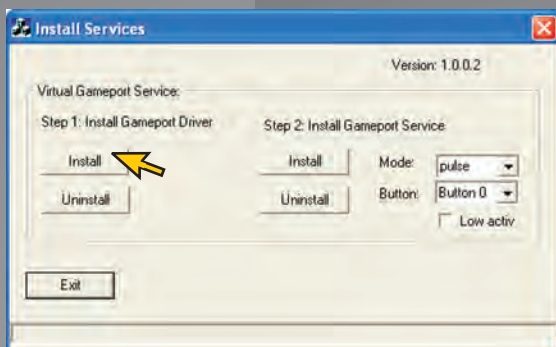 Install Services
Version: 1.0.0.2
Virtual Gameport Service:
Step 1: Install Gameport Driver
Step 2: Install Gameport Service
Install
Install
Mode:
pulse
Uninstall
Uninstall
Button:
Button 0
Low activ
Exit